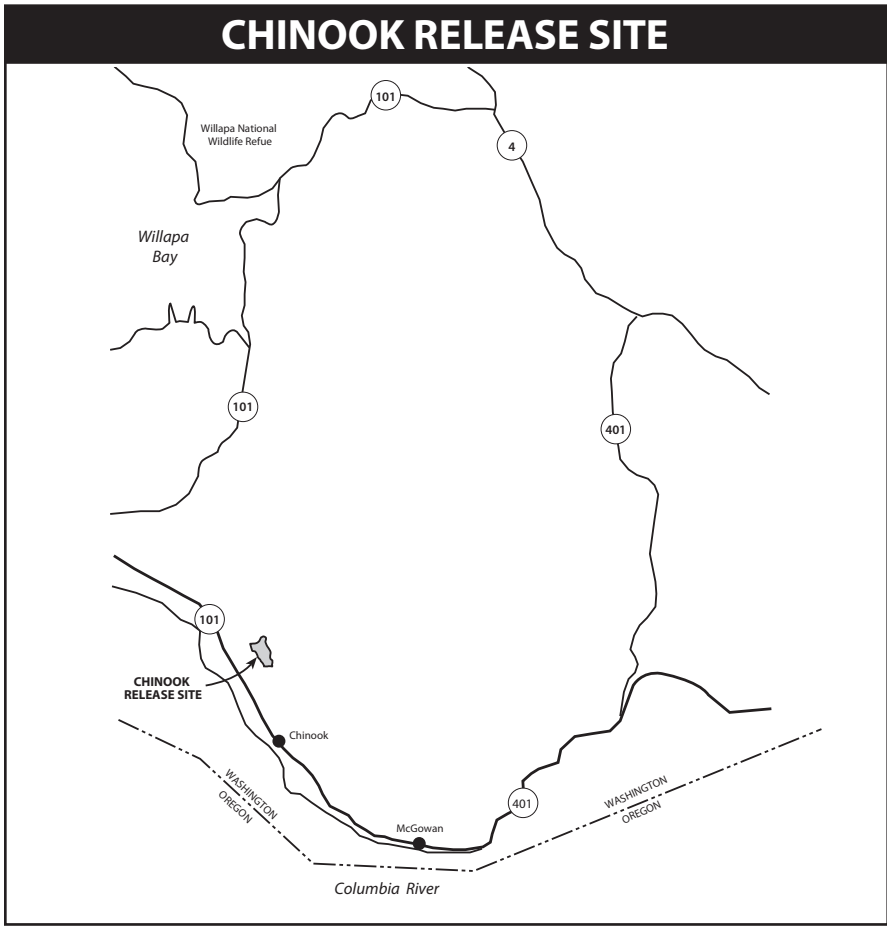 CHINOOK RELEASE SITE
101
4
Willapa National
Wildlife Refue
Willapa
Bay
101
401
101
CHINOOK
RELEASE SITE
Chinook
WASHINGTON
OREGON
401
WASHINGTON
OREGON
McGowan
Columbia River